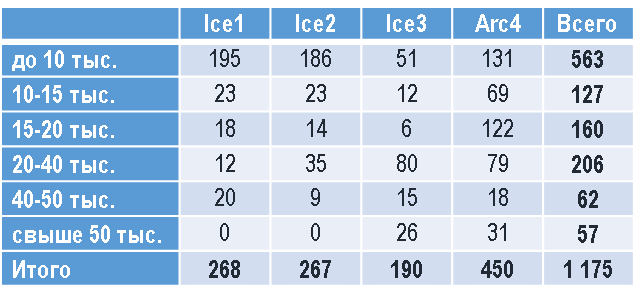 Ice1 Ice2 Ice3 Arc4 Всего
до 10 тыс. 195 186 51 131 563
10-15 тыс. 23 23 12 69 127
15-20 тыс. 18 14 6 122 160
20-40 тыс. 12 35 80 79 206
40-50 тыс. 20 9 15 18 62
свыше 50 тыс. 0 0 26 31 57
Итого 268 267 190 450 1 175